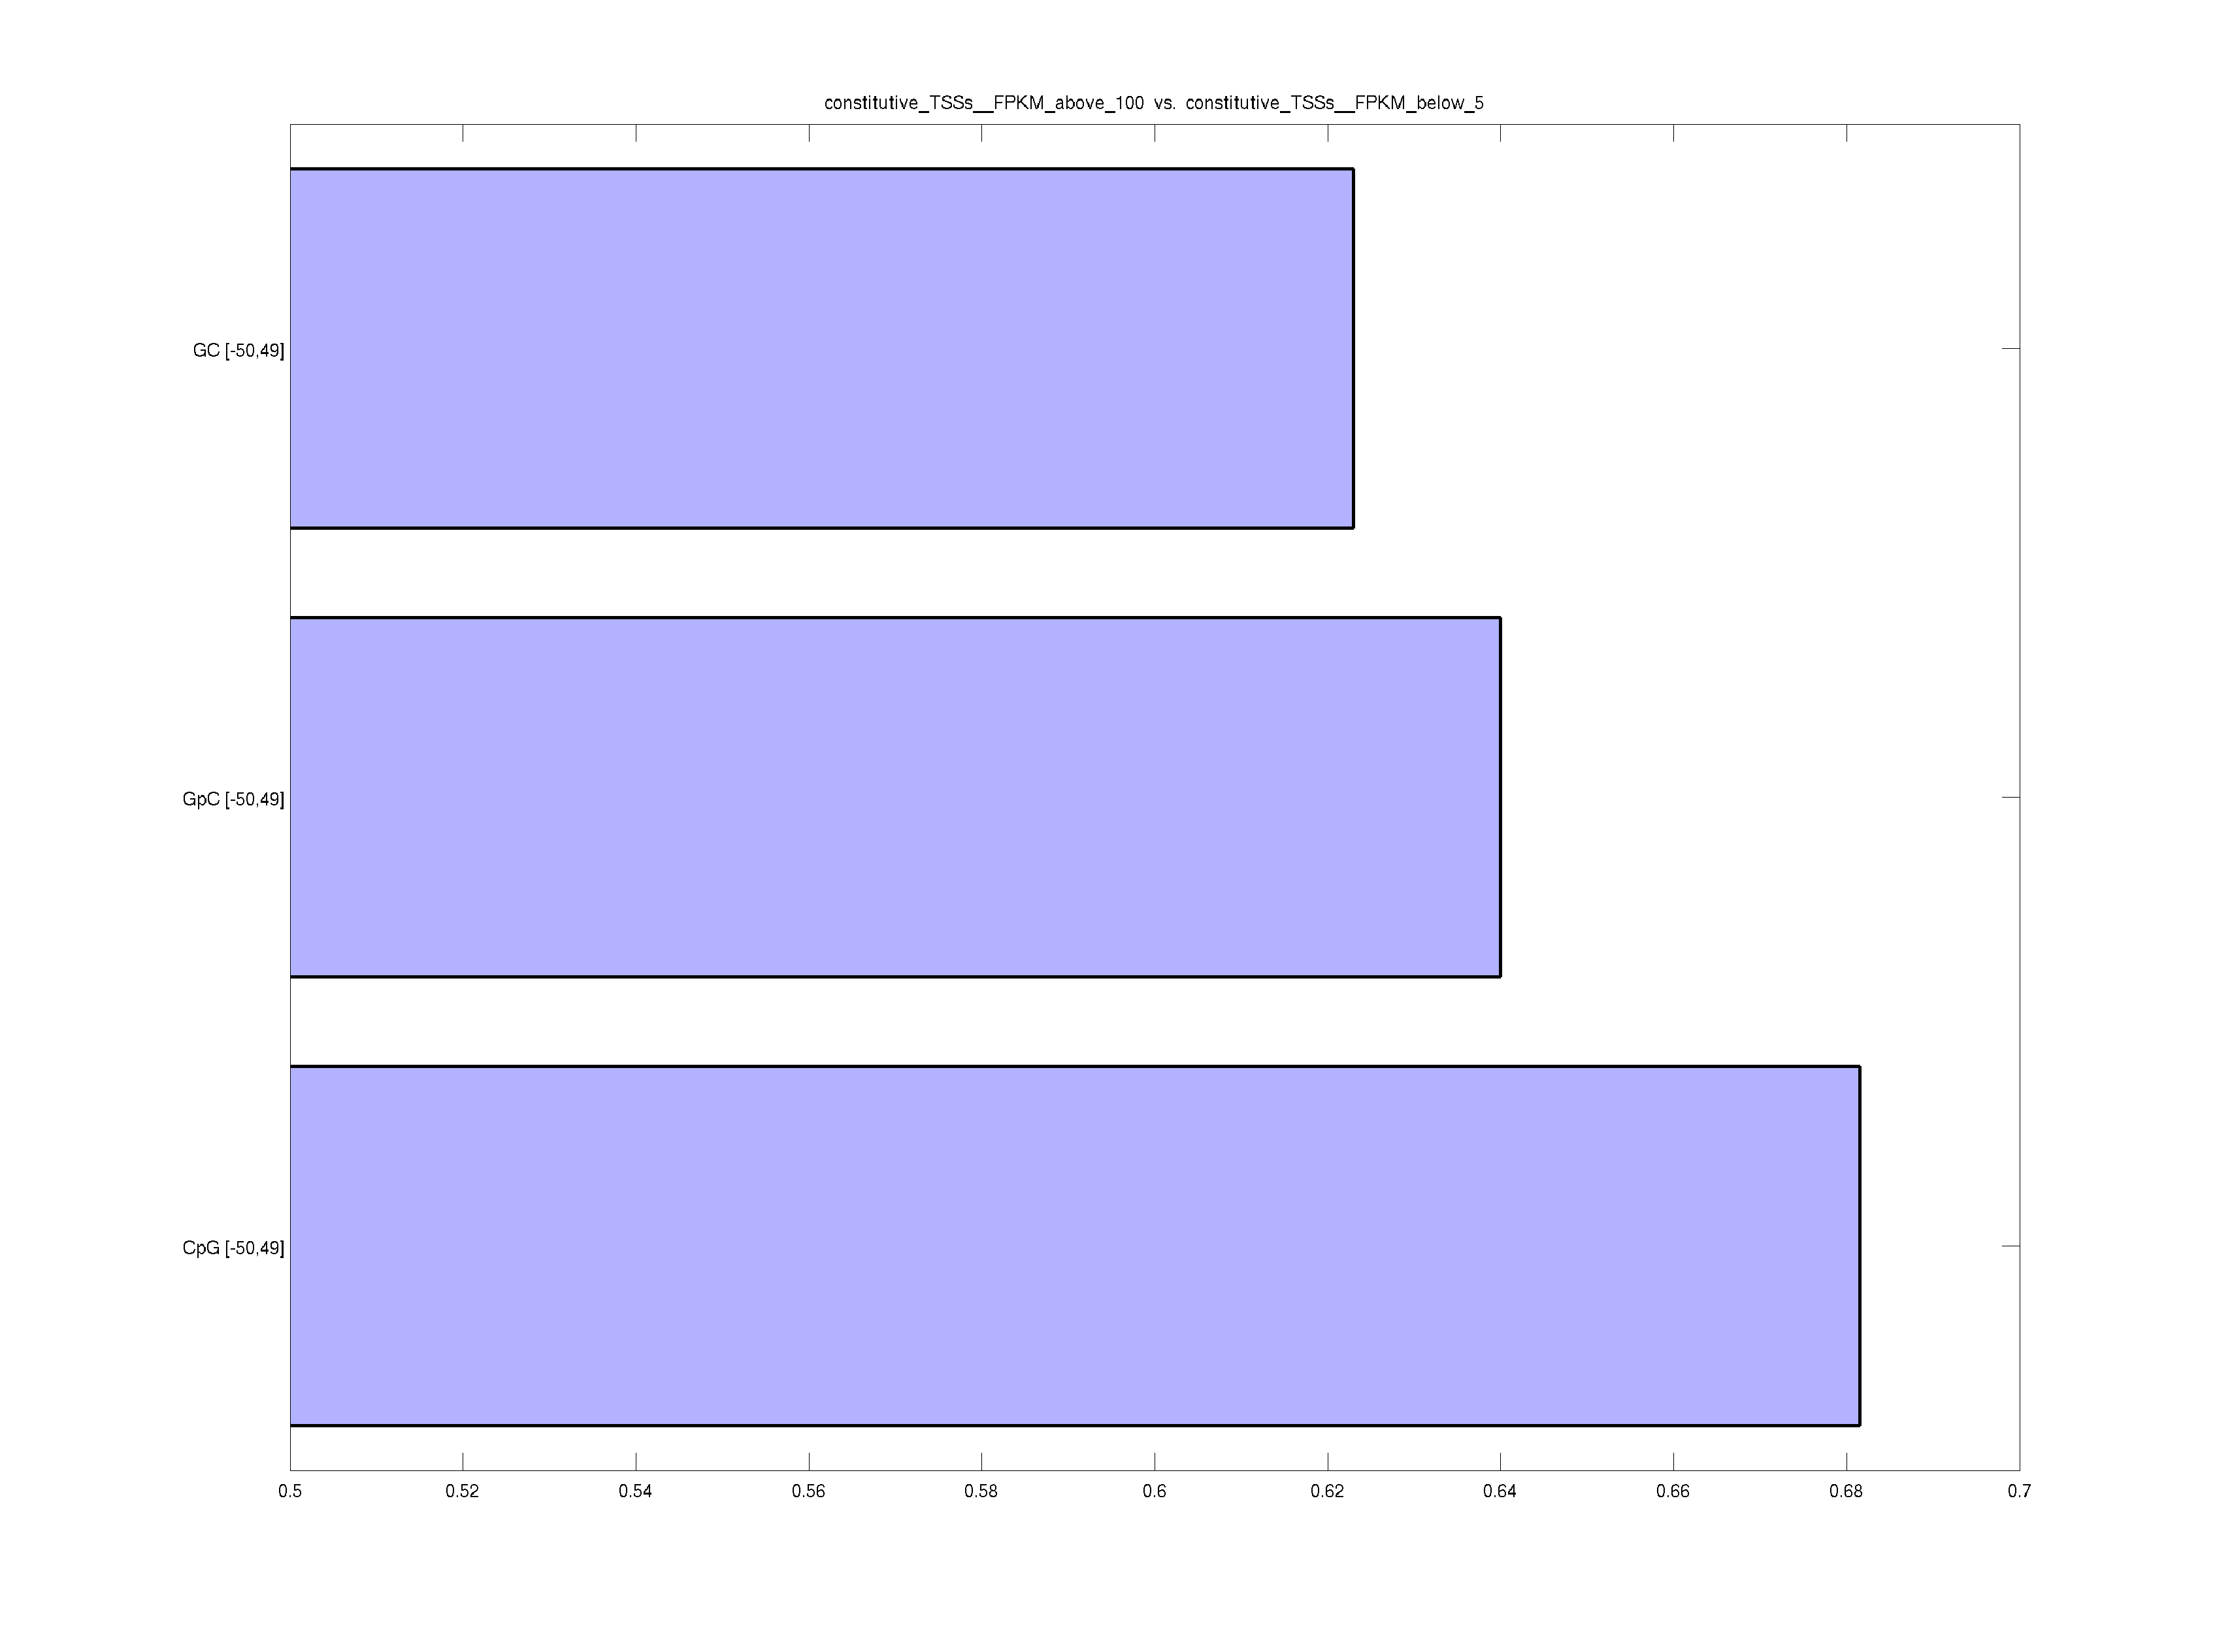 constitutive_TSSs__FPKM_above_100 vs. constitutive_TSSs__FPKM_below_5
GC [-50,49]
GpC [-50,49]
CpG [-50,49]
0.5 0.52 0.54 0.56 0.58 0.6 0.62 0.64 0.66 0.68 0.7